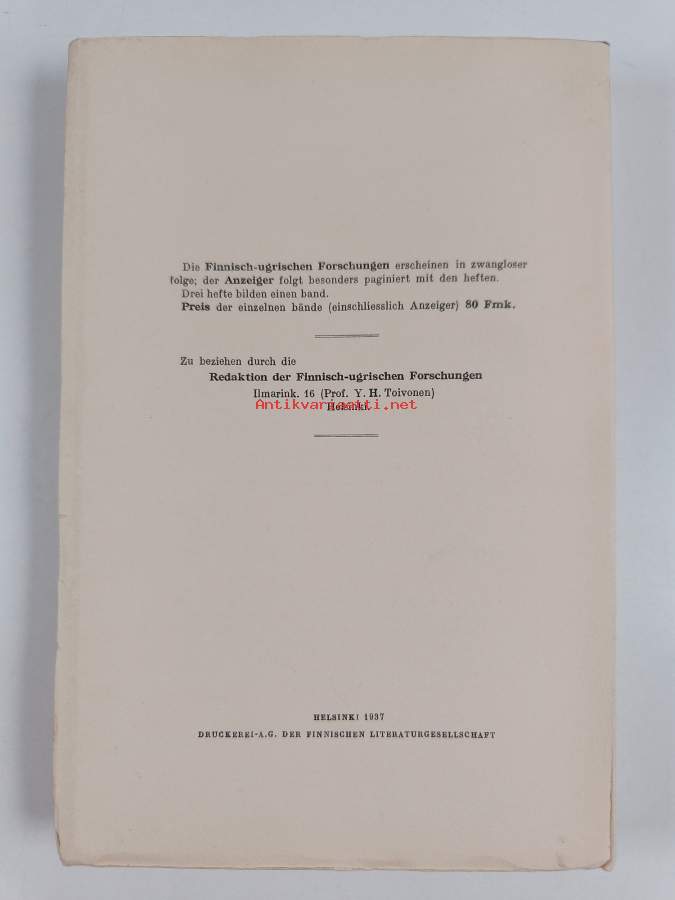 Die Finnisch-ugrischen Forschungen erscheinen in zwangloser
folge; der Anzeiger folgt besonders paginiert mit den heften.
Drei hefte bilden einen band.
Preis der einzelnen bände (einschliesslich Anzeiger) 80 Fmk.
Zu beziehen durch die
Redaktion der Finnisch-ugrischen Forschungen
Ilmarink. 16 (Prof. Y. H. Toivonen)
Antikvariaatti.net
Helsinki.
HELSINKI 1937
DRUCKEREI-A.G. DER FINNISCHEN LITERATURGESELLSCHAFT